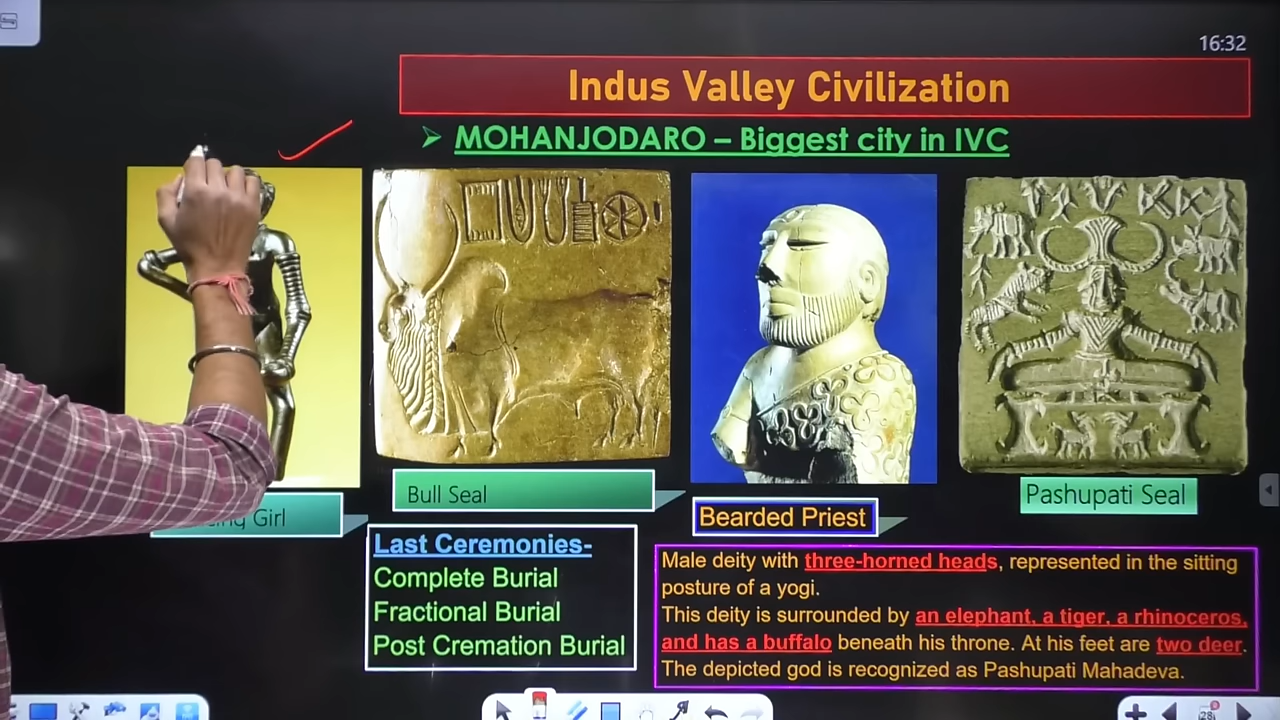 16:32
Indus Valley Civilization
MOHANJODARO – Biggest city in IVC
Girl
Bull Seal
Bearded Priest
Pashupati Seal
Last Ceremonies-
Complete Burial
Fractional Burial
Post Cremation Burial
Male deity with three-horned heads, represented in the sitting
posture of a yogi.
This deity is surrounded by an elephant, a tiger, a rhinoceros,
and has a buffalo beneath his throne. At his feet are two deer.
The depicted god is recognized as Pashupati Mahadeva.